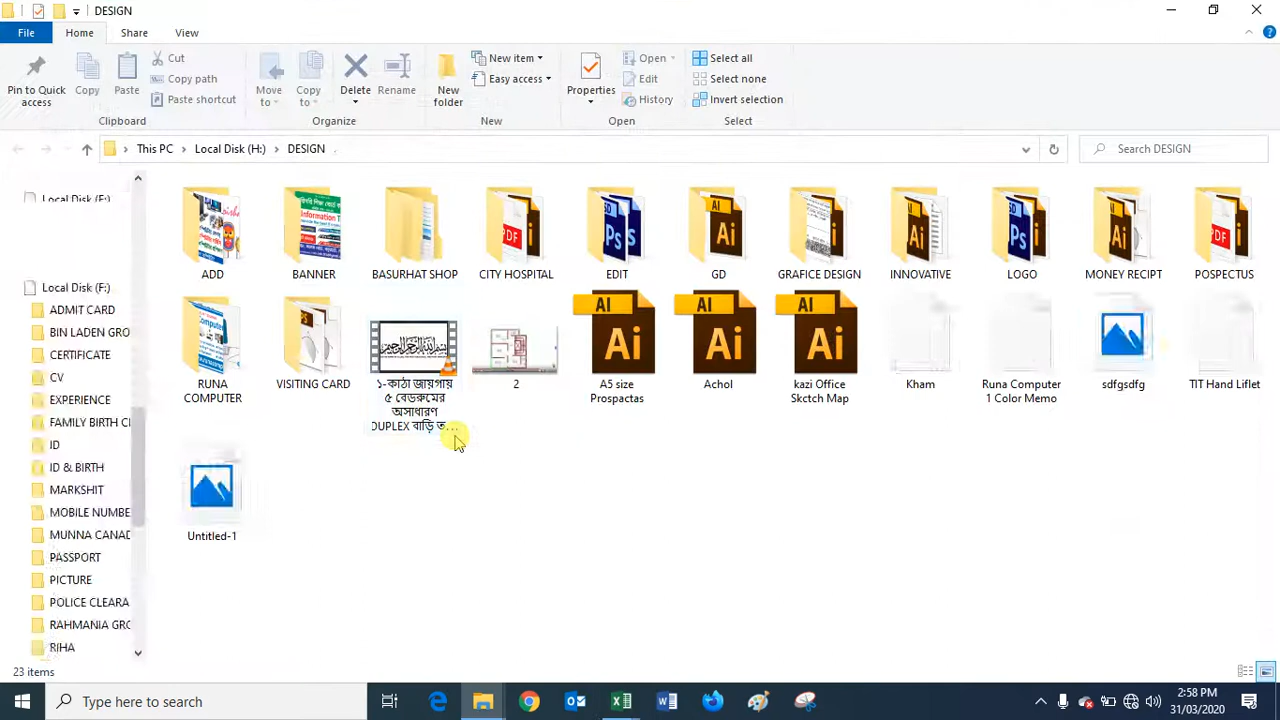 DESIGN
File
Home
Share
View
Pin to Quick
access
Copy
Paste
Cut
Copy path
Paste shortcut
Clipboard
Move
to
Copy
to
Delete
Rename
Organize
New
folder
New item
Easy access
New
Properties
Open
Edit
History
Open
Select all
Select none
Invert selection
Select
This PC
Local Disk (H:)
DESIGN
Search DESIGN
Local Disk (E:)
Local Disk (F:)
ADMIT CARD
BIN LADEN GRO
CERTIFICATE
CV
EXPERIENCE
FAMILY BIRTH CI
ID
ID & BIRTH
MARKSHIT
MOBILE NUMBE
MUNNA CANAD
PASSPORT
PICTURE
POLICE CLEARA
RAHMANIA GRO
RIHA
ADD
BANNER
BASURHAT SHOP
CITY HOSPITAL
EDIT
GD
GRAFICE DESIGN
INNOVATIVE
LOGO
MONEY RECIPT
POSPECTUS
RUNA
COMPUTER
VISITING CARD
১-কাঠা জায়গায়
৫ বেডরুমের
অসাধারণ
DUPLEX বাড়ি ত...
2
A5 size
Prospactas
Achol
kazi Office
Skctch Map
Kham
Runa Computer
1 Color Memo
sdfgsdfg
TIT Hand Liflet
Untitled-1
23 items
Type here to search
2:58 PM
31/03/2020